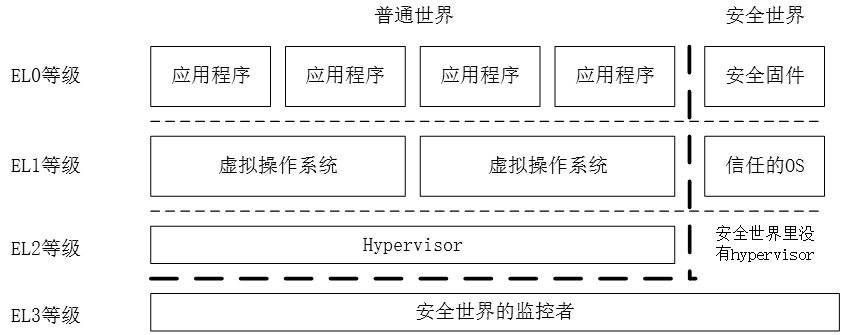 普通世界 安全世界
EL0等级 应用程序 应用程序 应用程序 应用程序 安全固件
EL1等级 虚拟操作系统 虚拟操作系统 信任的OS
EL2等级 Hypervisor 安全世界里没
有hypervisor
EL3等级 安全世界的监控者